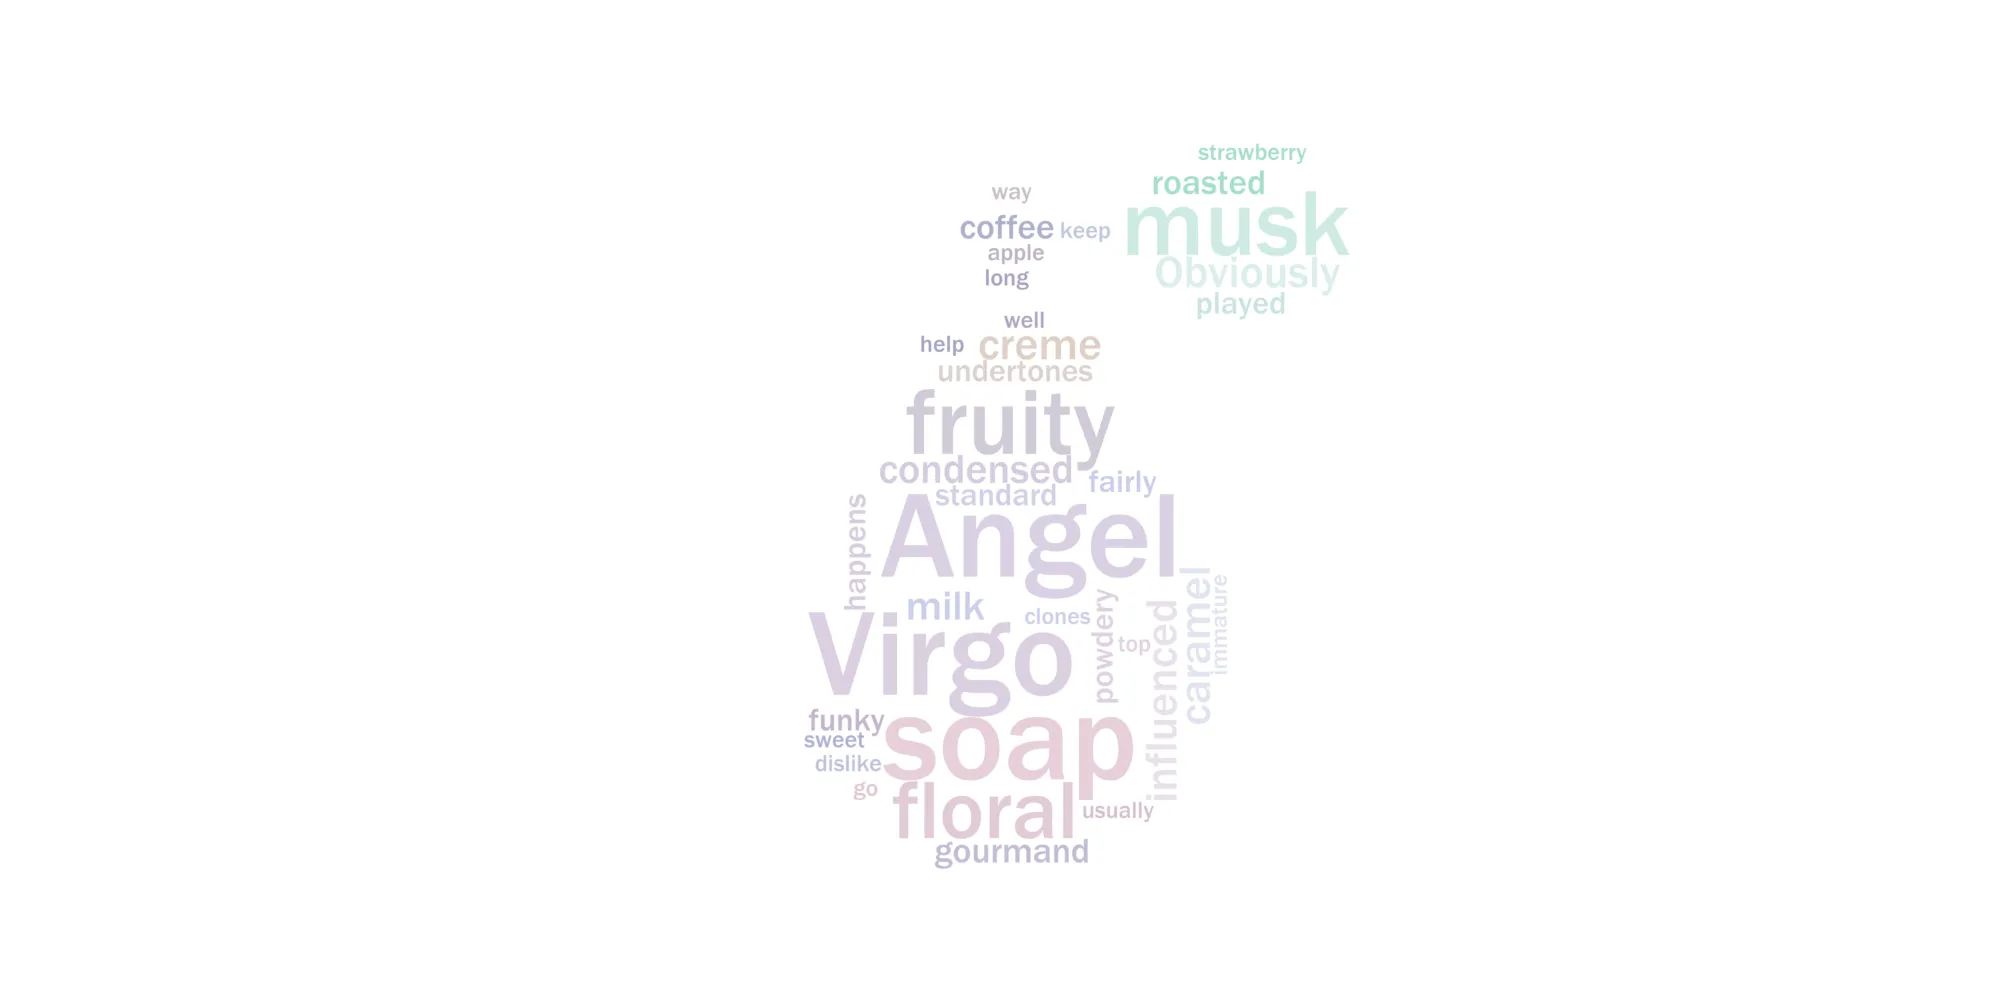 strawberry
roasted
musk
Obviously
played
way
coffee keep
apple
long
well
help creme
undertones
fruity
condensed
fairly
standard
happens
Angel
milk
clones
powdery
top
influenced
caramel
immature
Virgo
funky
sweet
dislike
soap
go
floral
usually
gourmand